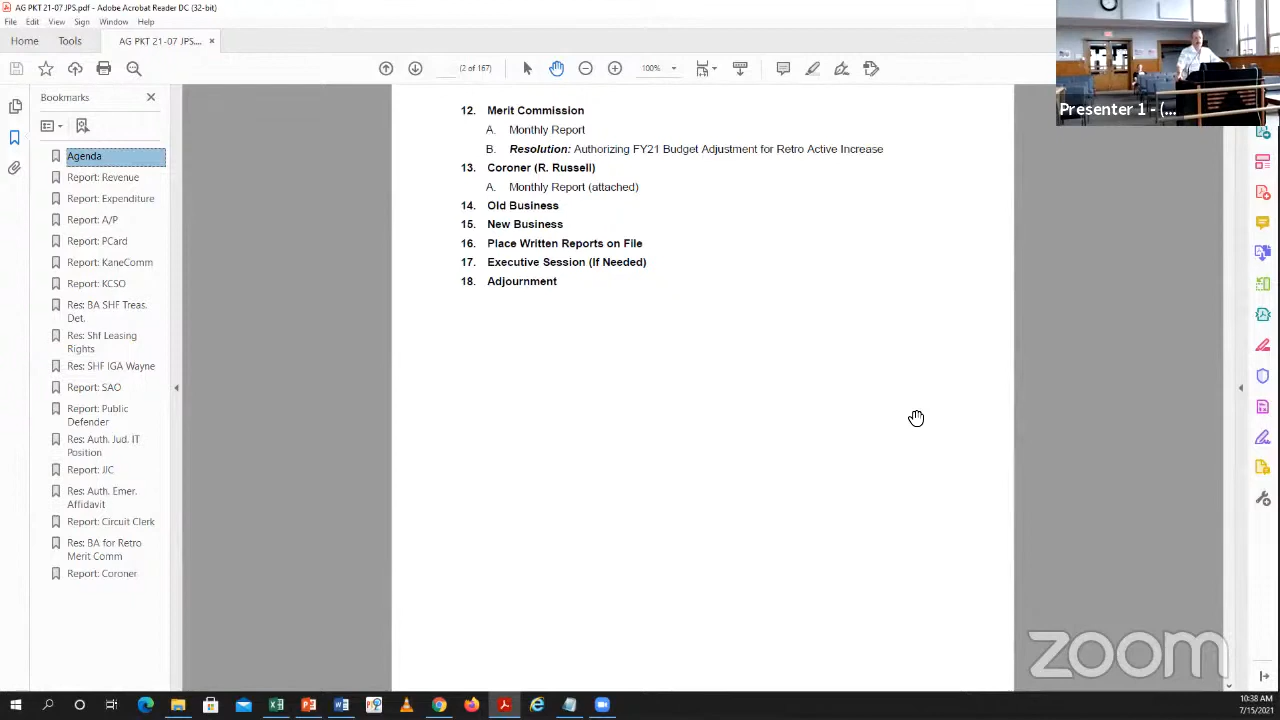 AG PKT 21-07 JPS.pdf - Adobe Acrobat Reader DC (32-bit)
File Edit View Sign Window Help
Home Tools AG PKT 21-07 JPS... ×
(2 of 167) 100%
Bookmarks
Agenda
Report: Revenue
Report: Expenditure
Report: A/P
Report: PCard
Report: KaneComm
Report: KCSO
Res: BA SHF Treas.
Det.
Res: Shf Leasing
Rights
Res: SHF IGA Wayne
Report: SAO
Report: Public
Defender
Res: Auth. Jud. IT
Position
Report: JIC
Res: Auth. Emer.
Affidavit
Report: Circuit Clerk
Res: BA for Retro
Merit Comm
Report: Coroner
12. Merit Commission
A. Monthly Report
B. Resolution: Authorizing FY21 Budget Adjustment for Retro Active Increase
13. Coroner (R. Russell)
A. Monthly Report (attached)
14. Old Business
15. New Business
16. Place Written Reports on File
17. Executive Session (If Needed)
18. Adjournment
Presenter 1 - (...
zoom
10:38 AM
7/15/2021